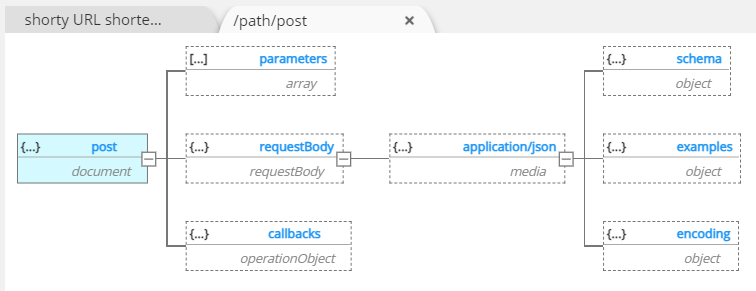 shorty URL shorte...
/path/post ×
[...] parameters
array
{...} post
document
{...} requestBody
requestBody
{...} callbacks
operationObject
{...} application/json
media
{...} schema
object
{...} examples
object
{...} encoding
object